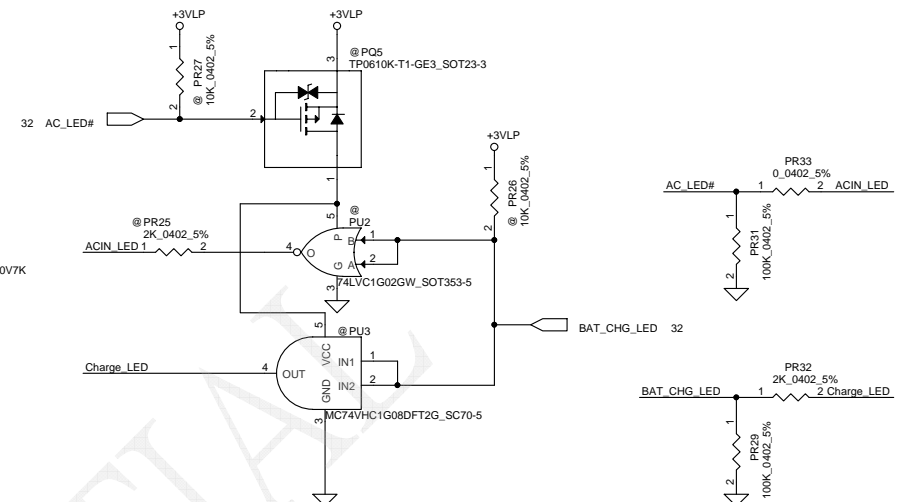 +3VLP
+3VLP
1
@ PR27
10K_0402_5%
2
3
@ PQ5
TP0610K-T1-GE3_SOT23-3
32 AC_LED#
2
1
+3VLP
1
@ PR26
10K_0402_5%
2
@PR25
2K_0402_5%
ACIN_LED 1 2
4
O
5
P
G
@
PU2
B 1
A 2
3
74LVC1G02GW_SOT353-5
0V7K
BAT_CHG_LED 32
5
@PU3
Charge_LED
4
OUT
VCC
GND
IN1 1
IN2 2
3
MC74VHC1G08DFT2G_SC70-5
PR33
0_0402_5%
AC_LED# 1 2 ACIN_LED
1
PR31
100K_0402_5%
2
PR32
2K_0402_5%
BAT_CHG_LED 1 2 Charge_LED
1
PR29
100K_0402_5%
2